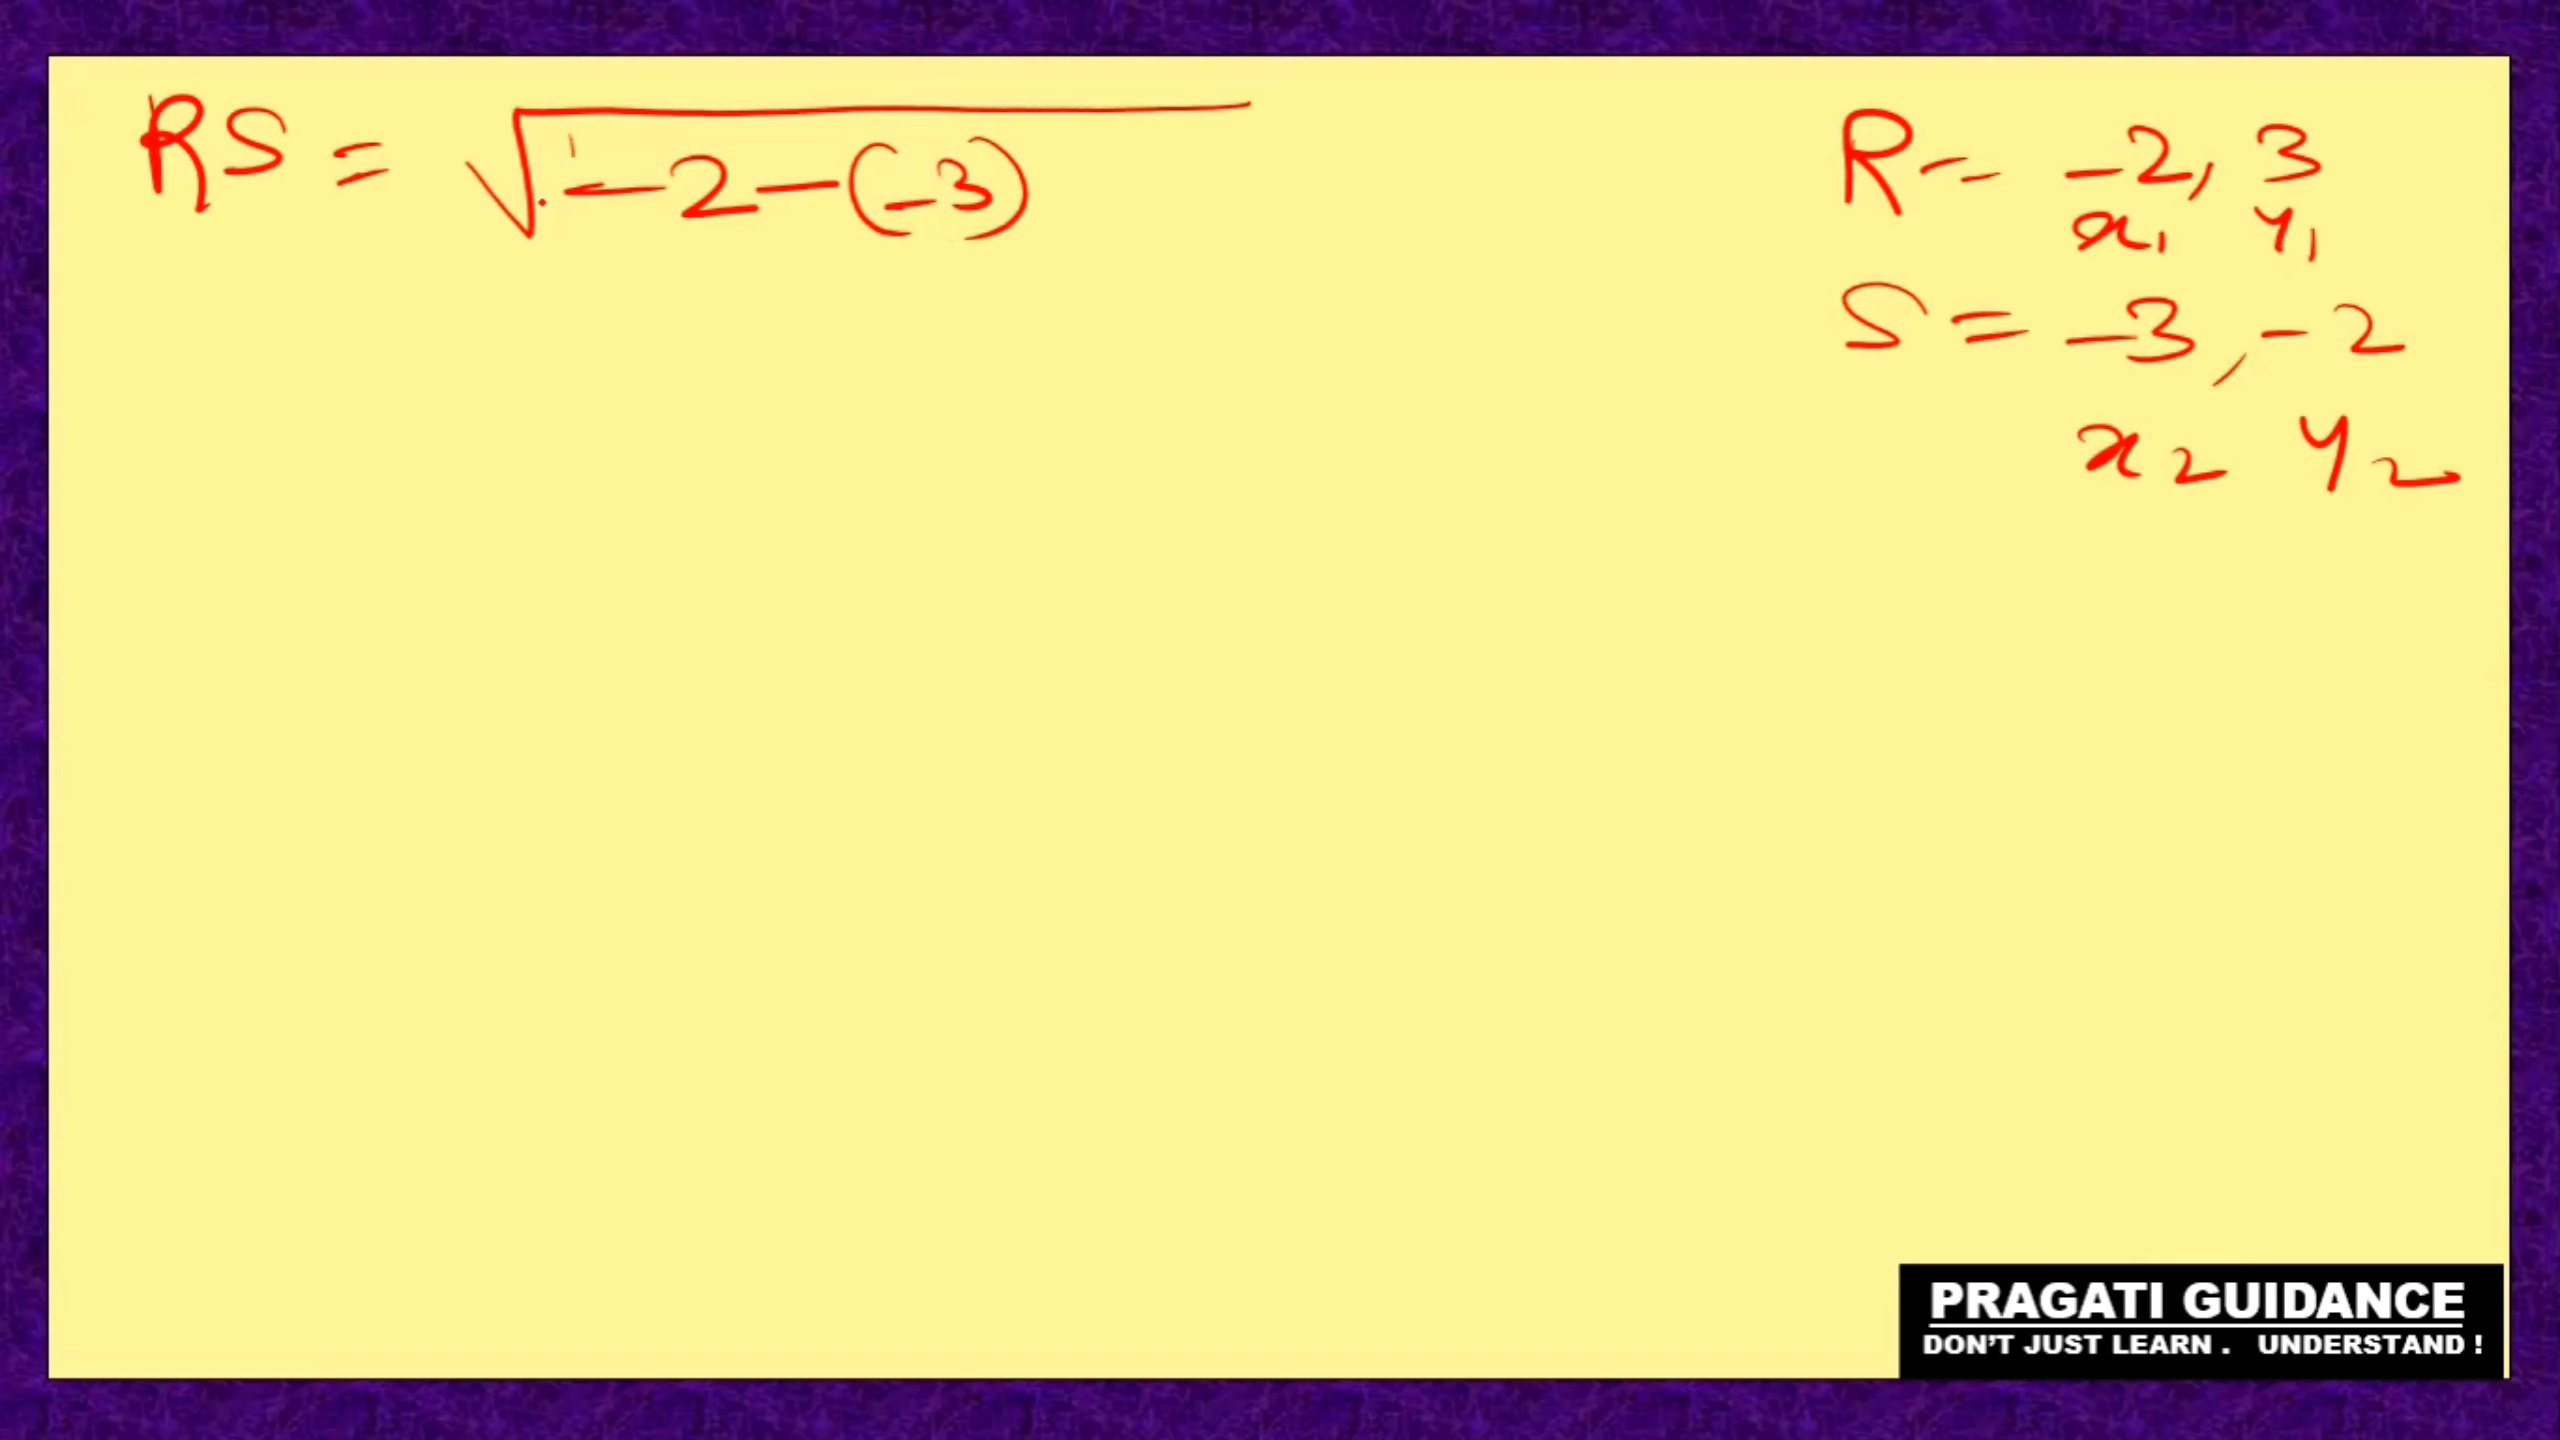 RS = √-2-(-3)
R = -2, 3
x₁ y₁
S = -3, -2
x₂ y₂
PRAGATI GUIDANCE
DON'T JUST LEARN . UNDERSTAND !